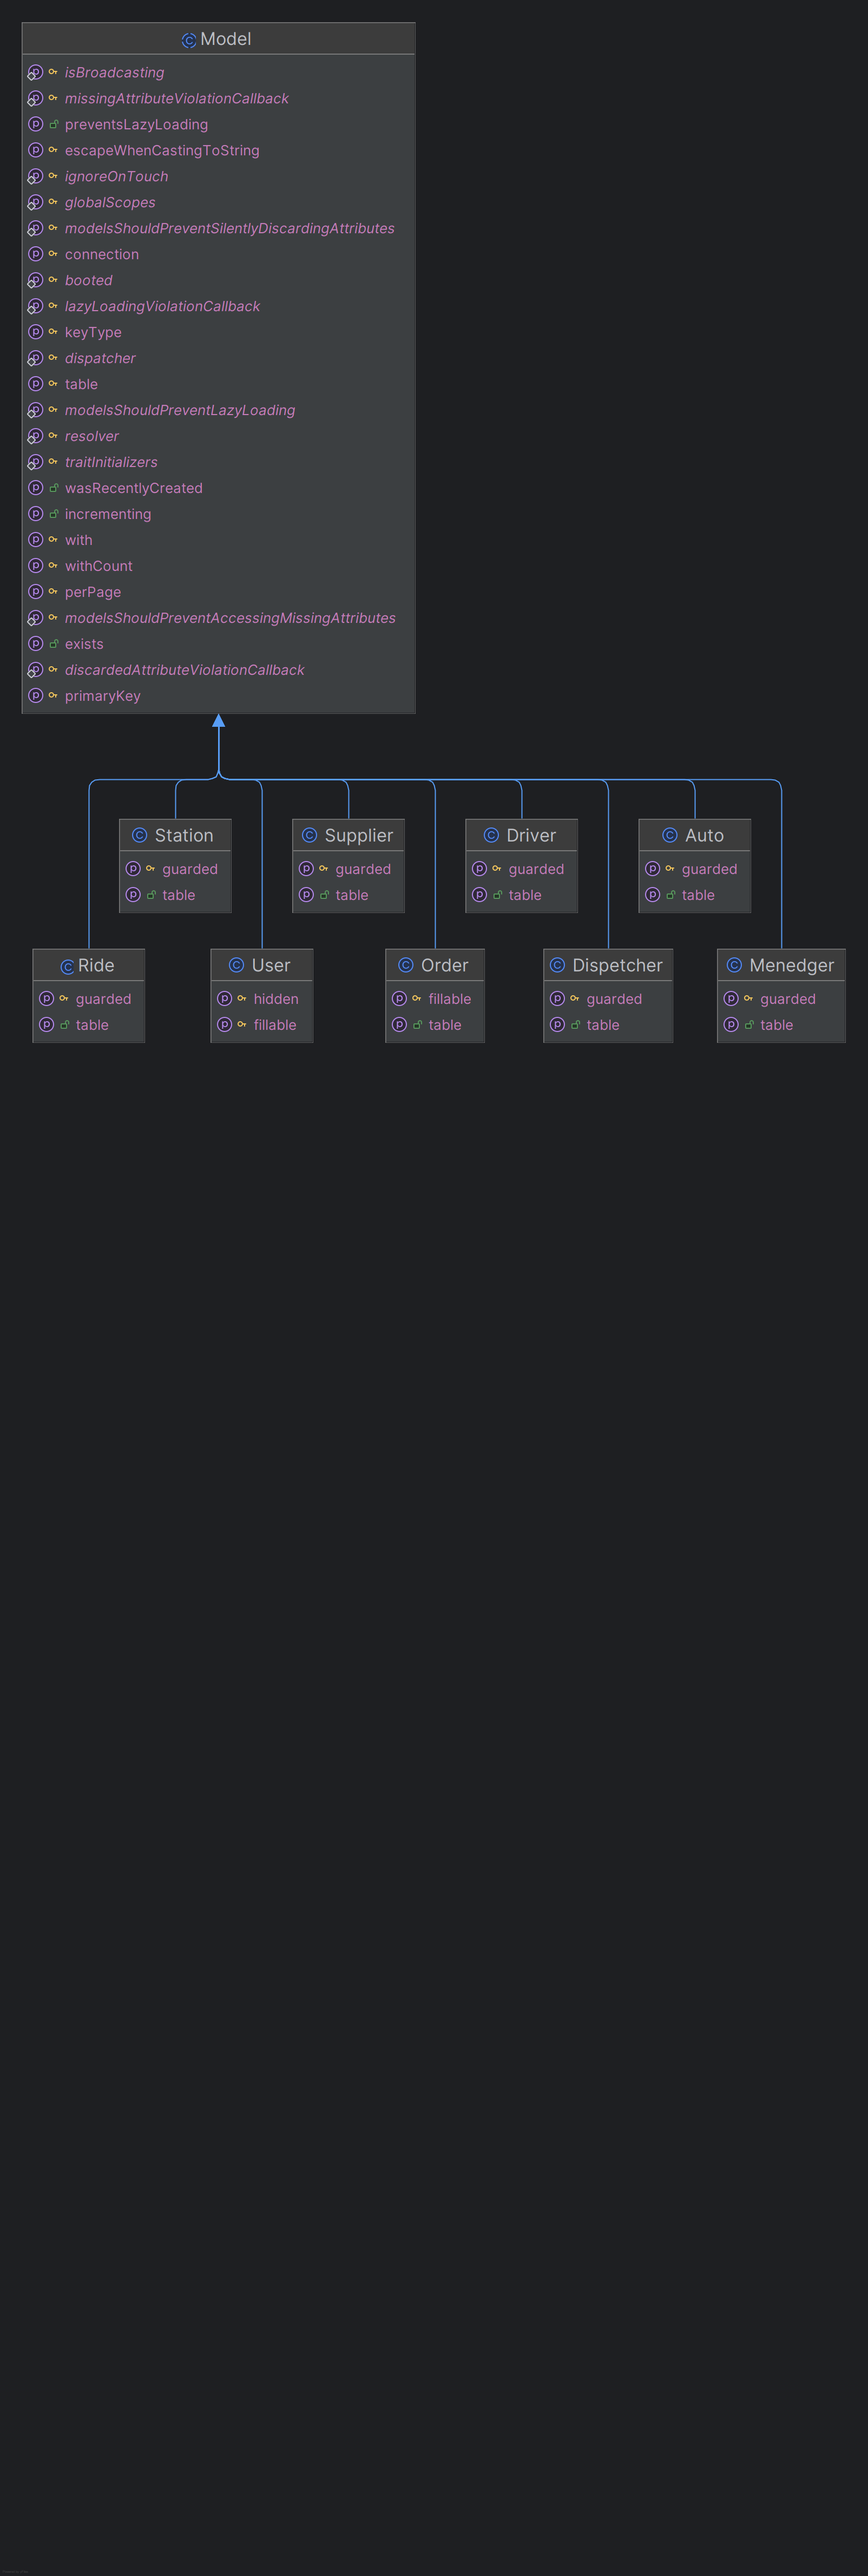 Model
isBroadcasting
missingAttributeViolationCallback
preventsLazyLoading
escapeWhenCastingToString
ignoreOnTouch
globalScopes
modelsShouldPreventSilentlyDiscardingAttributes
connection
booted
lazyLoadingViolationCallback
keyType
dispatcher
table
modelsShouldPreventLazyLoading
resolver
traitInitializers
wasRecentlyCreated
incrementing
with
withCount
perPage
modelsShouldPreventAccessingMissingAttributes
exists
discardedAttributeViolationCallback
primaryKey
Station
guarded
table
Supplier
guarded
table
Driver
guarded
table
Auto
guarded
table
Ride
guarded
table
User
hidden
fillable
Order
fillable
table
Dispetcher
guarded
table
Menedger
guarded
table